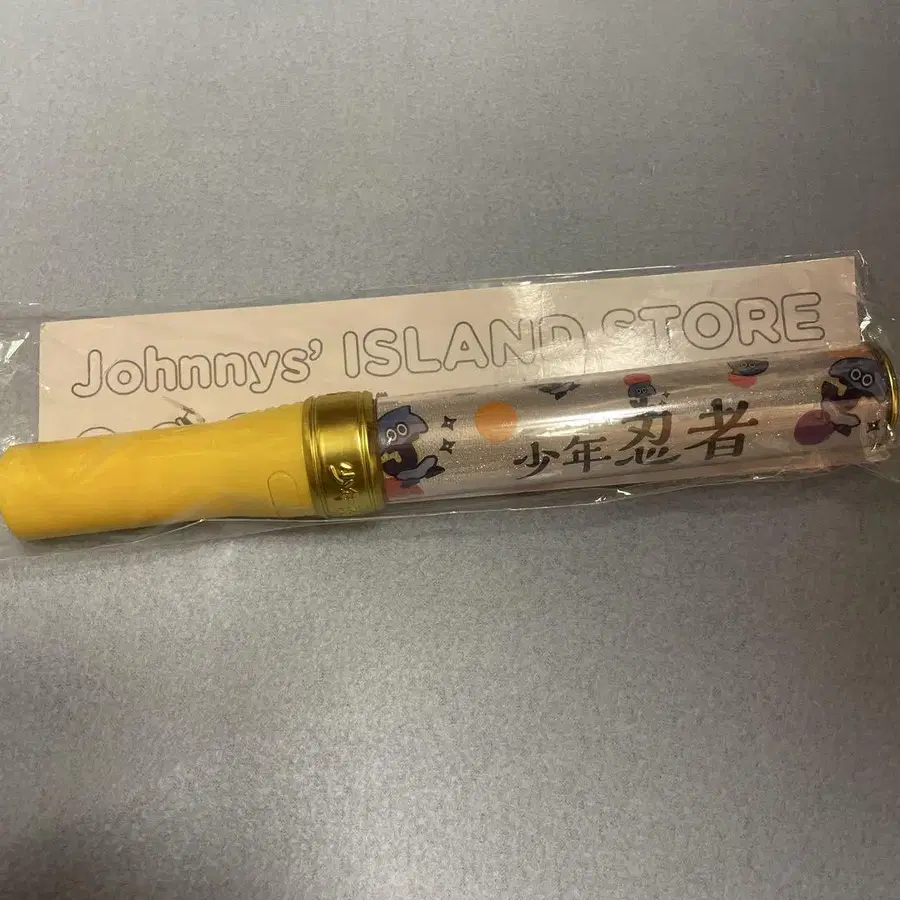 Johnnys' ISLAND STORE
少年忍者